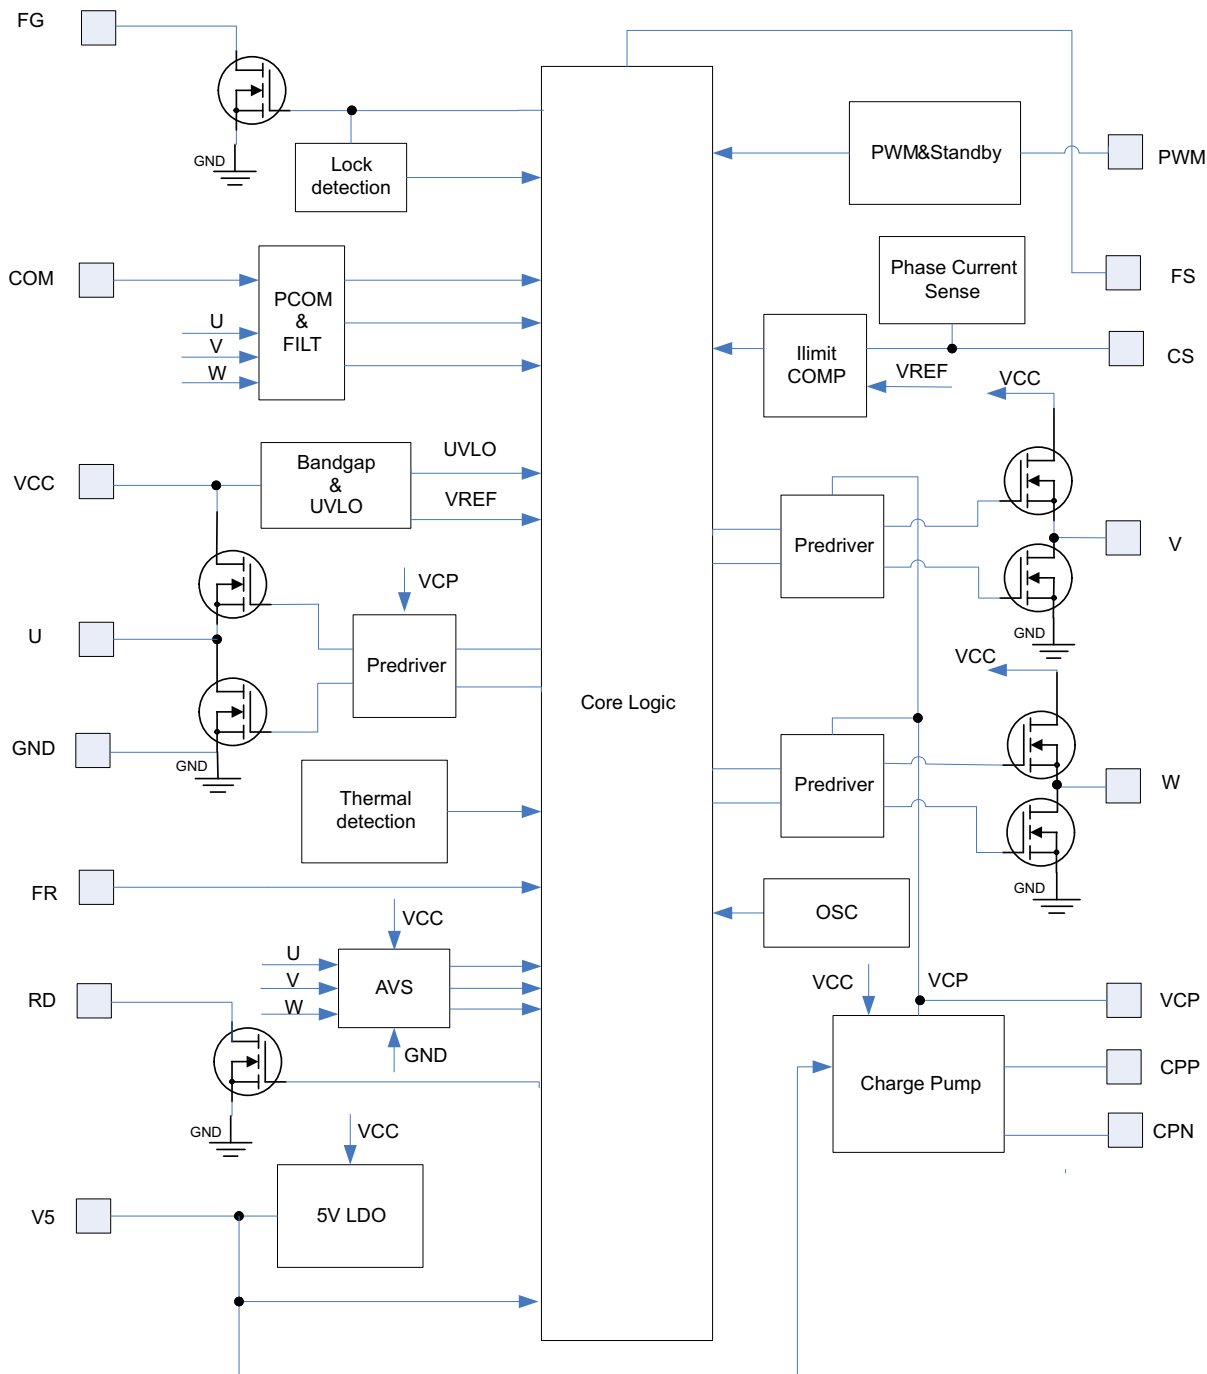 FG
GND
Lock
detection
COM
PCOM
&
FILT
U
V
W
VCC
Bandgap
&
UVLO
UVLO
VREF
VCP
U
Predriver
GND
GND
Thermal
detection
FR
VCC
U
V
W
AVS
GND
RD
GND
VCC
V5
5V LDO
Core Logic
PWM&Standby
PWM
Phase Current
Sense
FS
Ilimit
COMP
CS
VREF
VCC
Predriver
V
GND
VCC
Predriver
W
GND
OSC
VCC
VCP
VCP
Charge Pump
CPP
CPN